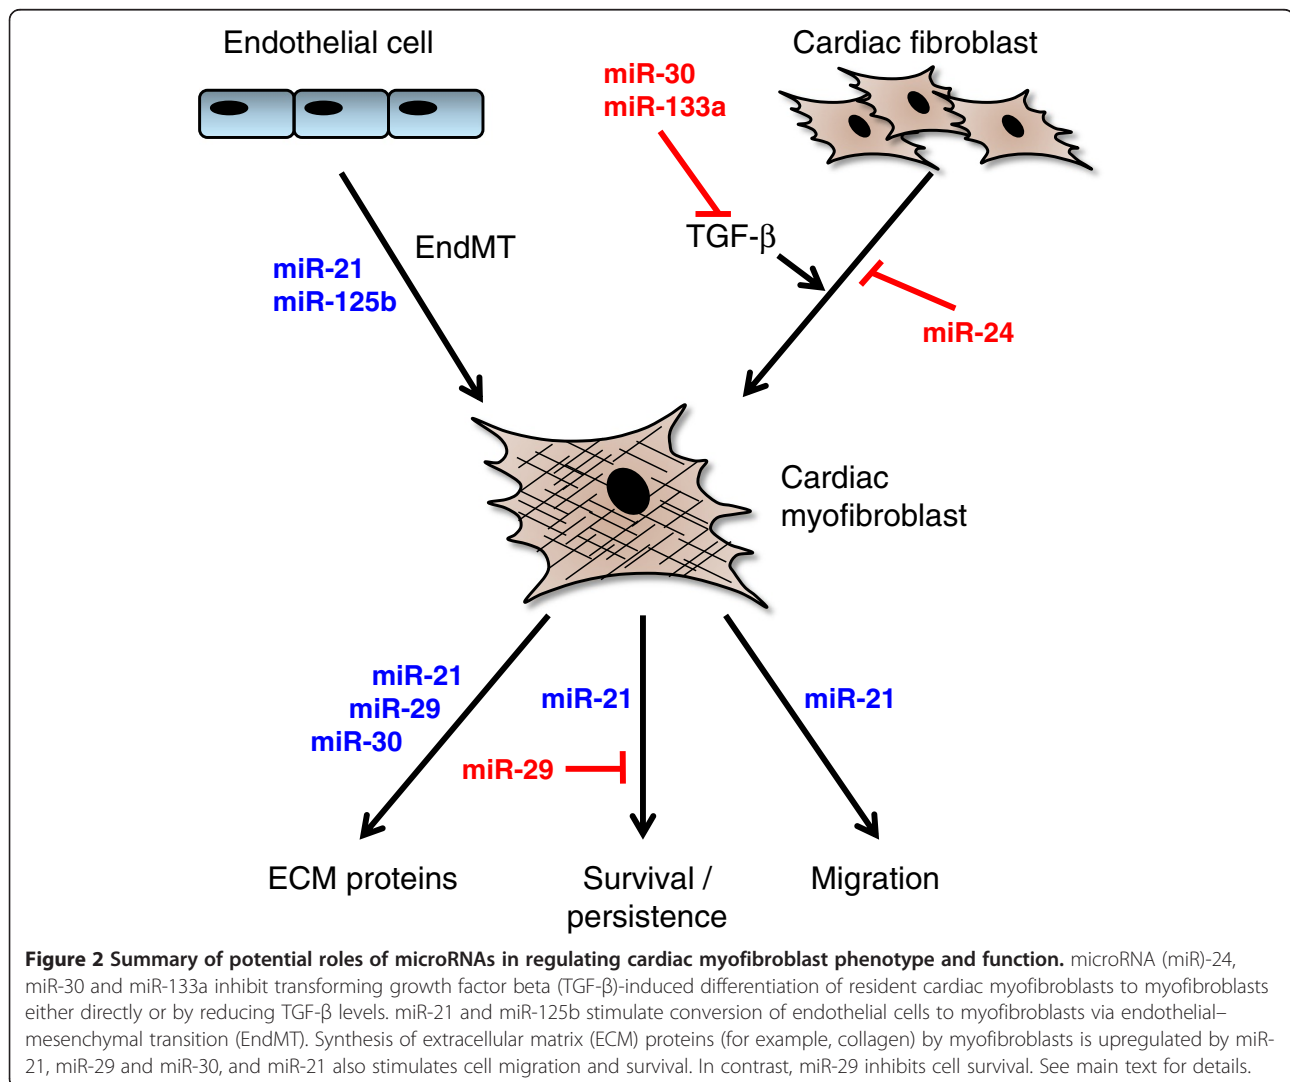 Endothelial cell
Cardiac fibroblast
miR-30
miR-133a
TGF-β
EndMT
miR-21
miR-125b
miR-24
Cardiac
myofibroblast
miR-21
miR-29
miR-30
miR-21
miR-29
miR-21
ECM proteins
Survival /
persistence
Migration
Figure 2 Summary of potential roles of microRNAs in regulating cardiac myofibroblast phenotype and function. microRNA (miR)-24,
miR-30 and miR-133a inhibit transforming growth factor beta (TGF-β)-induced differentiation of resident cardiac myofibroblasts to myofibroblasts
either directly or by reducing TGF-β levels. miR-21 and miR-125b stimulate conversion of endothelial cells to myofibroblasts via endothelial–
mesenchymal transition (EndMT). Synthesis of extracellular matrix (ECM) proteins (for example, collagen) by myofibroblasts is upregulated by miR-
21, miR-29 and miR-30, and miR-21 also stimulates cell migration and survival. In contrast, miR-29 inhibits cell survival. See main text for details.